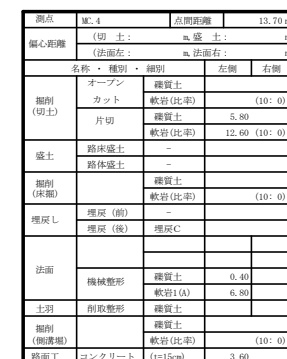 測点 MC.4 点間距離 13.70
偏心距離 (切 土: m,盛 土:
(法面左: m,法面右:
名称・種別・細別 左側 右側
掘削(切土) オープンカット 礫質土
軟岩(比率) (10: 0)
片切 礫質土 5.80
軟岩(比率) 12.60 (10: 0)
盛土 路床盛土 -
路体盛土 -
掘削(床掘) 礫質土
軟岩(比率) (10: 0)
埋戻し 埋戻(前) -
埋戻(後) 埋戻C
法面 機械整形 礫質土 0.40
軟岩1(A) 6.80
土羽 削取整形 礫質土
掘削(側溝堀) 礫質土
軟岩(比率) (10: 0)
路面工 コンクリート (t=15cm) 3.60